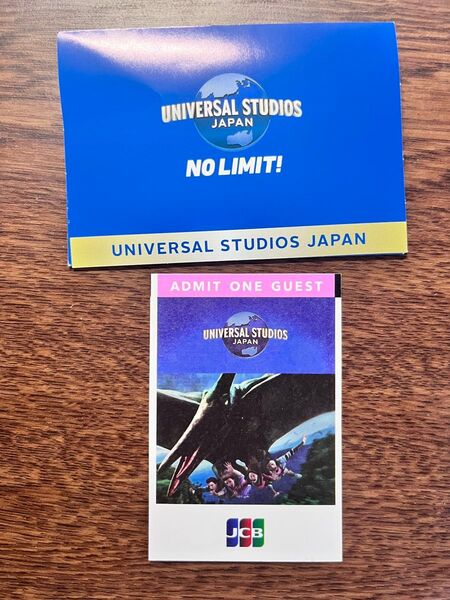 UNIVERSAL STUDIOS
JAPAN
NO LIMIT!
UNIVERSAL STUDIOS JAPAN
ADMIT ONE GUEST
UNIVERSAL STUDIOS
JAPAN
JCB